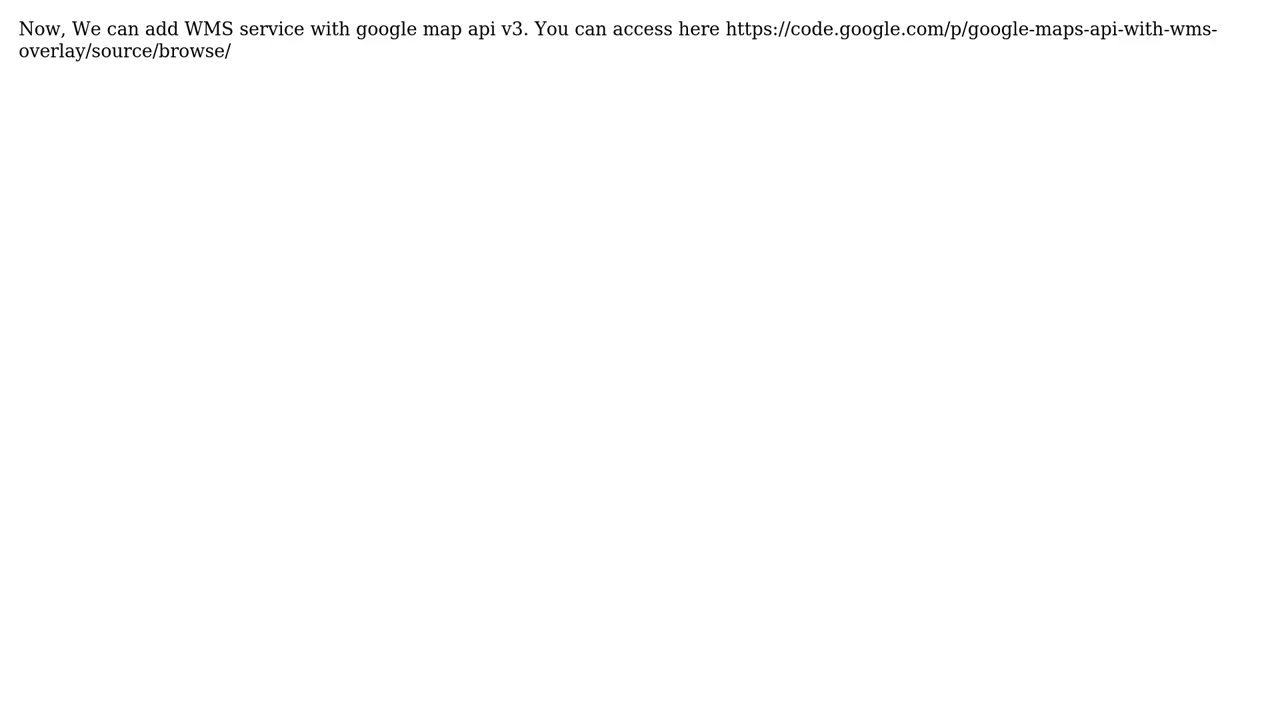 Now, We can add WMS service with google map api v3. You can access here https://code.google.com/p/google-maps-api-with-wms-
overlay/source/browse/